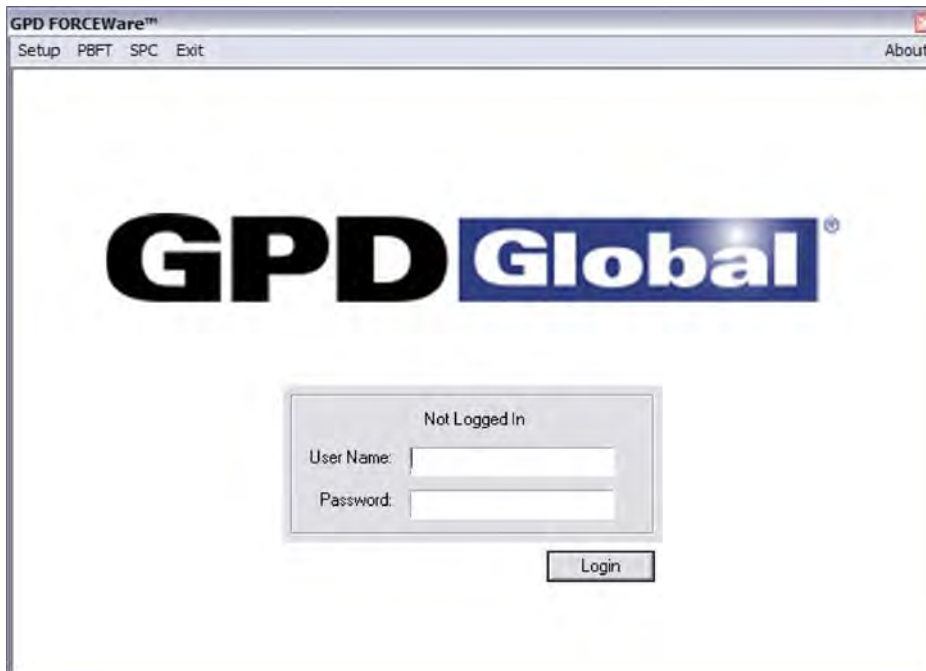 GPD FORCEWare™
Setup PBFT SPC Exit About
GPD Global®
Not Logged In
User Name:
Password:
Login